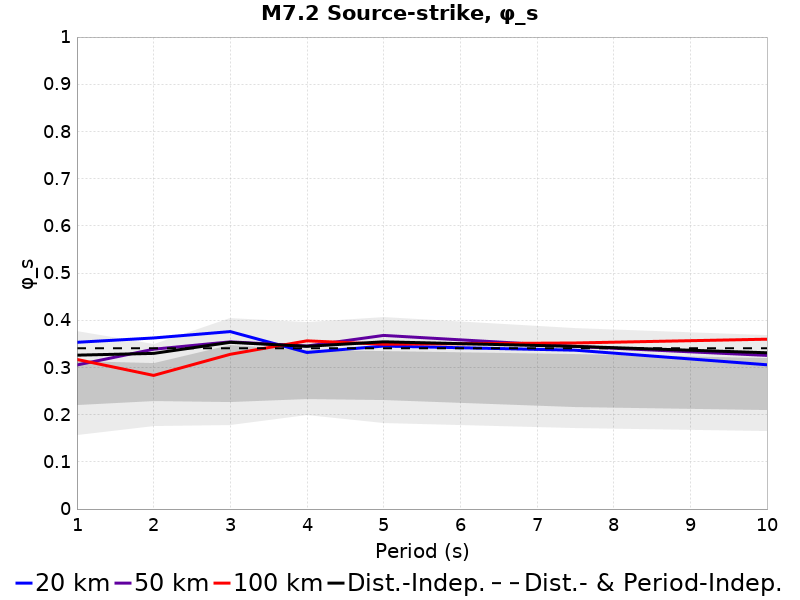 M7.2 Source-strike, φ_s
φ_s
1
0.9
0.8
0.7
0.6
0.5
0.4
0.3
0.2
0.1
0
1 2 3 4 5 6 7 8 9 10
Period (s)
20 km 50 km 100 km Dist.-Indep. Dist.- & Period-Indep.